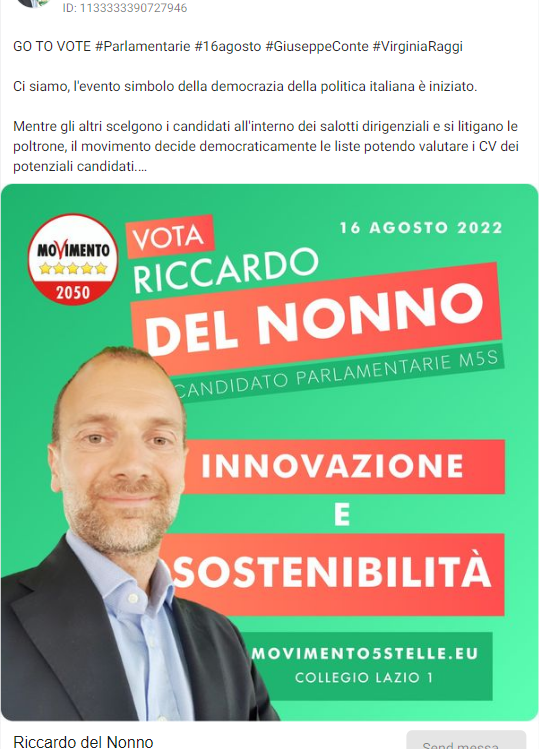 ID: 1133333390727946
GO TO VOTE #Parlamentarie #16agosto #GiuseppeConte #VirginiaRaggi
Ci siamo, l'evento simbolo della democrazia della politica italiana è iniziato.
Mentre gli altri scelgono i candidati all'interno dei salotti dirigenziali e si litigano le
poltrone, il movimento decide democraticamente le liste potendo valutare i CV dei
potenziali candidati....
16 AGOSTO 2022
MOVIMENTO
2050
VOTA
RICCARDO
DEL NONNO
CANDIDATO PARLAMENTARIE M5S
INNOVAZIONE
E
SOSTENIBILITÀ
MOVIMENTO5STELLE.EU
COLLEGIO LAZIO 1
Riccardo del Nonno
Send messa...